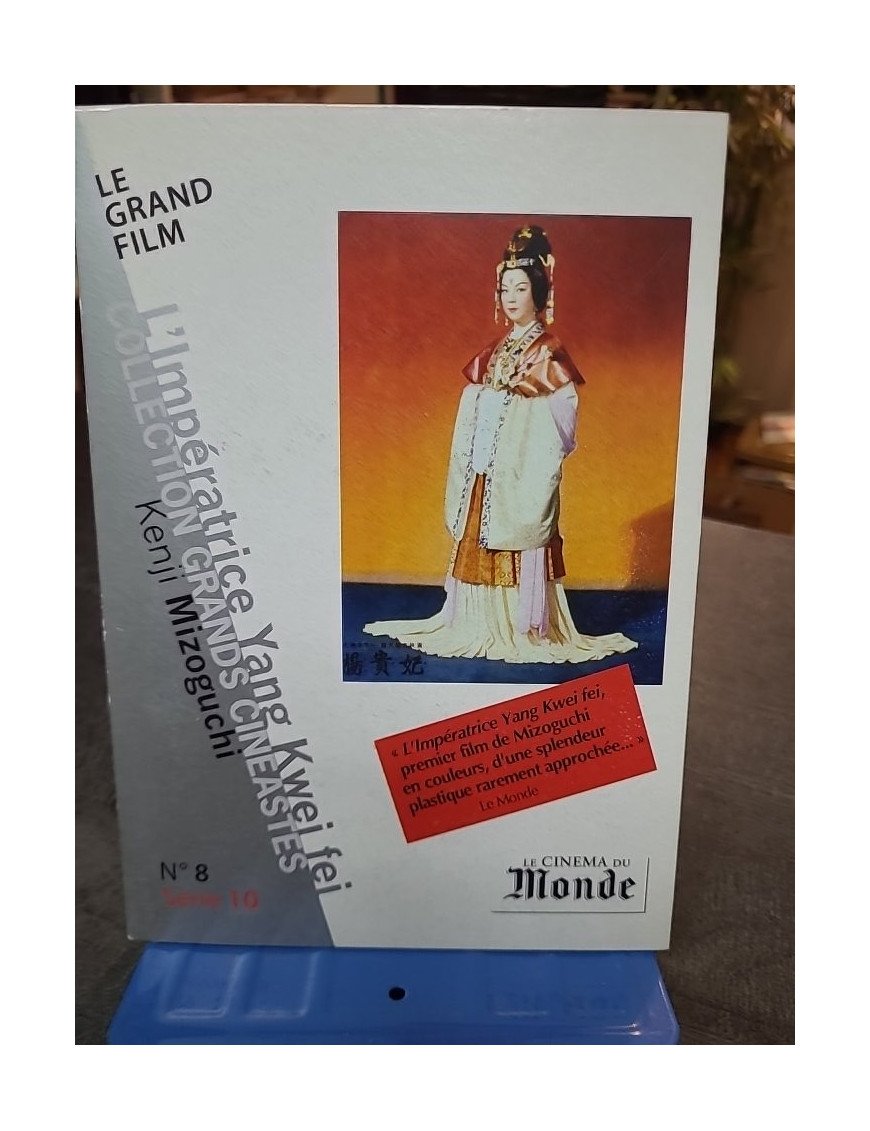 LE
GRAND
FILM
L'Impératrice Yang Kwei fei
COLLECTION GRANDS CINEASTES
Kenji Mizoguchi
楊貴妃
« L'Impératrice Yang Kwei fei,
premier film de Mizoguchi
en couleurs, d'une splendeur
plastique rarement approchée... »
Le Monde
N° 8
Série 10
LE CINEMA DU
Monde